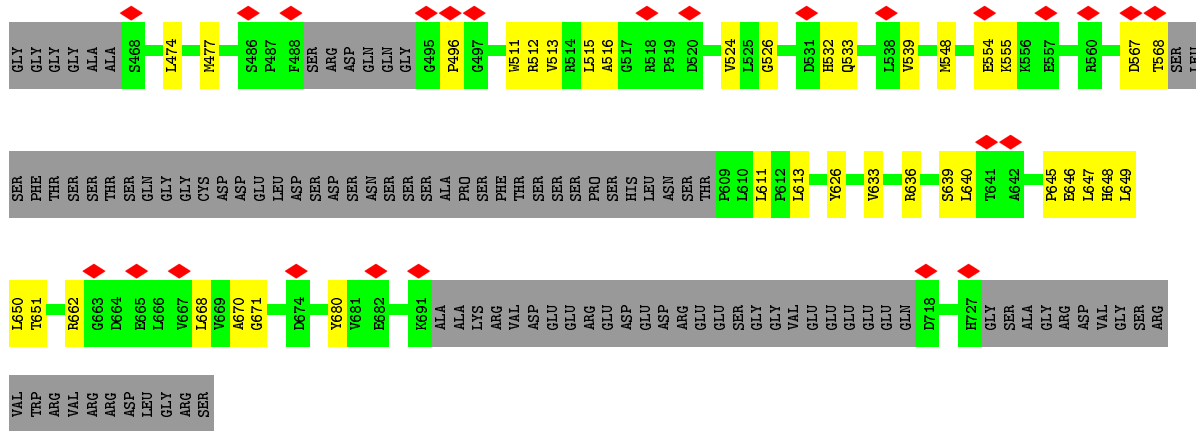 GLY GLY GLY GLY ALA ALA S468 L474 M477 S486 P487 F488 SER ARG ASP GLN GLN GLY G495 P496 G497 W511 R512 V513 R514 L515 A516 G517 R518 P519 D520 V524 L525 G526 D531 H532 Q533 L538 V539 M548 E554 K555 K556 E557 R560 D567 T568 SER LEU
SER PHE THR SER SER THR SER GLN GLY GLY CYS ASP ASP GLU LEU ASP SER ASP SER ASN SER SER SER ALA PRO SER PHE THR SER SER SER PRO SER HIS LEU ASN SER THR P609 L610 L611 P612 L613 Y626 V633 R636 S639 L640 T641 A642 P645 E646 L647 H648 L649
L650 T651 R662 G663 D664 E665 L666 V667 L668 V669 A670 G671 D674 Y680 V681 E682 K691 ALA ALA LYS ARG VAL ASP GLU GLU ARG GLU ASP GLU ASP ARG GLU GLU SER GLY GLY VAL GLU GLU GLU GLU GLU GLN D718 H727 GLY SER ALA GLY ARG ASP VAL GLY SER ARG
VAL TRP ARG VAL ARG ARG ASP LEU GLY ARG SER